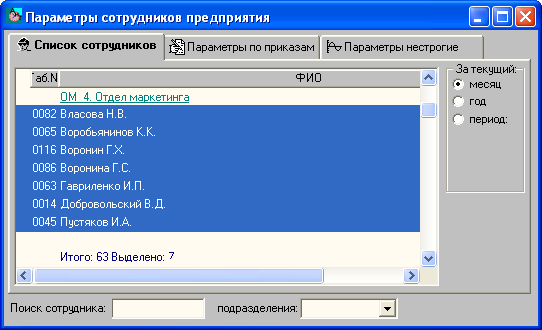 Параметры сотрудников предприятия
Список сотрудников
Параметры по приказам
Параметры нестрогие
Таб.N ФИО
ОМ 4. Отдел маркетинга
0082 Власова Н.В.
0065 Воробьянинов К.К.
0116 Воронин Г.Х.
0086 Воронина Г.С.
0063 Гавриленко И.П.
0014 Добровольский В.Д.
0045 Пустяков И.А.
Итого: 63 Выделено: 7
За текущий:
месяц
год
период:
Поиск сотрудника:
подразделения: